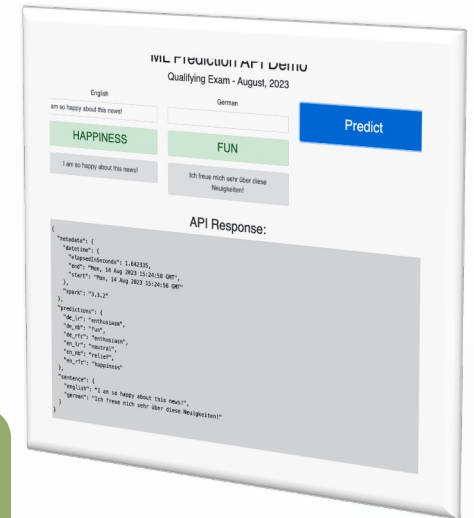 ML Prediction API Demo
Qualifying Exam - August, 2023
English
German
am so happy about this news!
Predict
HAPPINESS
FUN
I am so happy about this news!
Ich freue mich sehr über diese
Neuigkeiten!
API Response:
{
"metadata": {
"datetime": {
"elapsedInSeconds": 1.642335,
"end": "Mon, 14 Aug 2023 15:24:58 GMT",
"start": "Mon, 14 Aug 2023 15:24:56 GMT"
},
"spark": "3.3.2"
},
"predictions": {
"de_lr": "enthusiasm",
"de_nb": "fun",
"de_rfc": "enthusiasm",
"en_lr": "neutral",
"en_nb": "relief",
"en_rfc": "happiness"
},
"sentence": {
"english": "I am so happy about this news!",
"german": "Ich freue mich sehr über diese Neuigkeiten!"
}
}